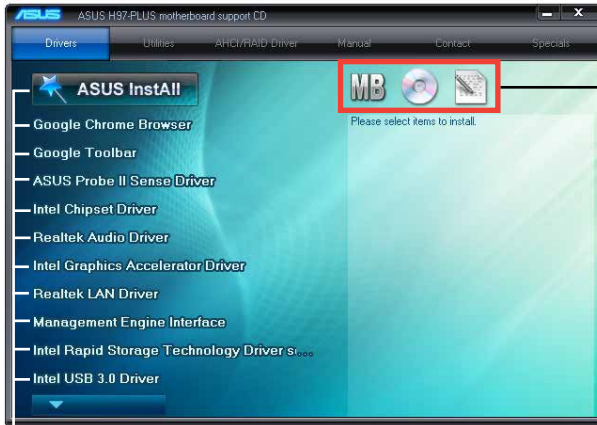 ASUS ASUS H97-PLUS motherboard support CD
Drivers Utilities AHCI/RAID Driver Manual Contact Specials
ASUS InstAll
MB
Please select items to install.
Google Chrome Browser
Google Toolbar
ASUS Probe II Sense Driver
Intel Chipset Driver
Realtek Audio Driver
Intel Graphics Accelerator Driver
Realtek LAN Driver
Management Engine Interface
Intel Rapid Storage Technology Driver
Intel USB 3.0 Driver